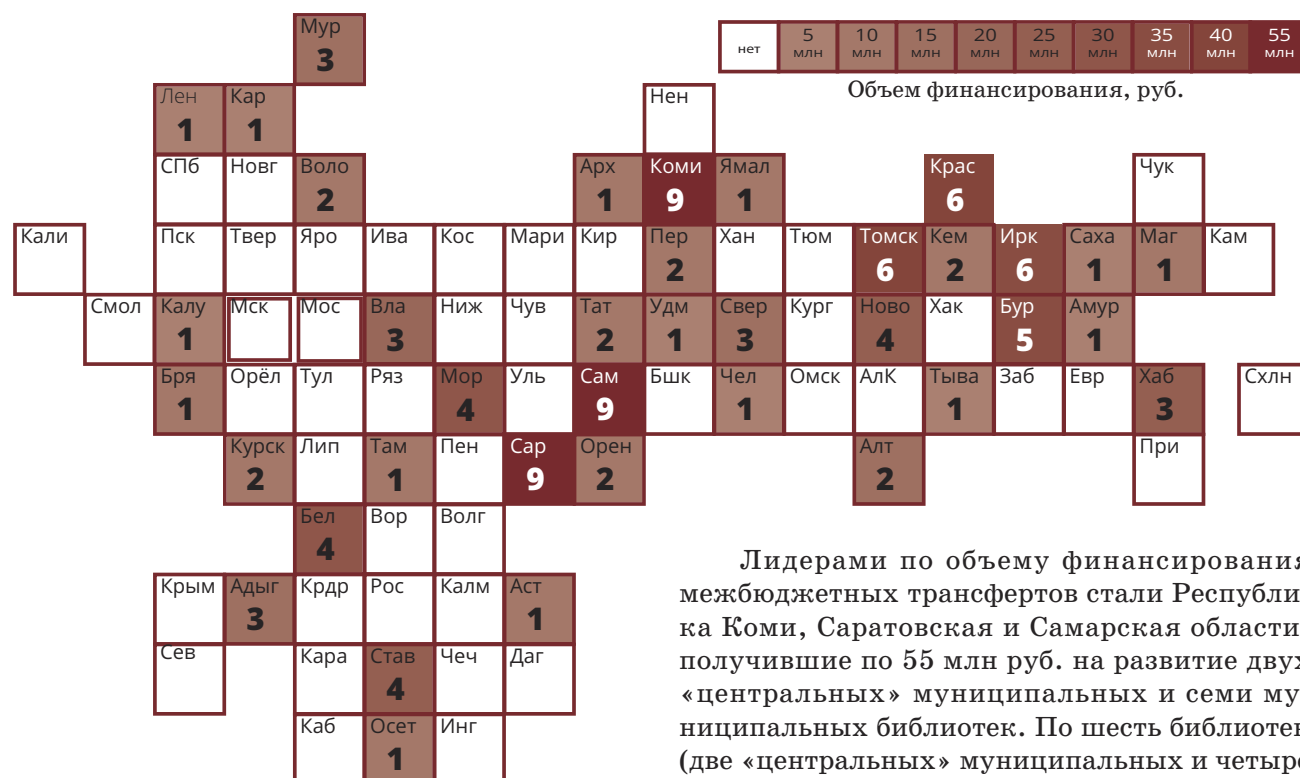 Мур
3
нет 5 млн 10 млн 15 млн 20 млн 25 млн 30 млн 35 млн 40 млн 55 млн
Объем финансирования, руб.
Лен 1 Кар 1 Нен
СПб Новг Воло 2 Арх 1 Коми 9 Ямал 1 Крас 6 Чук
Кали Пск Твер Яро Ива Кос Мари Кир Пер 2 Хан Тюм Томск 6 Кем 2 Ирк 6 Саха 1 Маг 1 Кам
Смол Калу 1 Мск Мос Вла 3 Ниж Чув Тат 2 Удм 1 Свер 3 Кург Ново 4 Хак Бур 5 Амур 1
Бря 1 Орёл Тул Ряз Мор 4 Уль Сам 9 Бшк Чел 1 Омск АлК Тыва 1 Заб Евр Хаб 3 Схлн
Курск 2 Лип Там 1 Пен Сар 9 Орен 2 Алт 2 При
Бел 4 Вор Волг
Крым Адыг 3 Крдр Рос Калм Аст 1
Сев Кара Став 4 Чеч Даг
Каб Осет 1 Инг
Лидерами по объему финансирования
межбюджетных трансфертов стали Республи-
ка Коми, Саратовская и Самарская области,
получившие по 55 млн руб. на развитие двух
«центральных» муниципальных и семи му-
ниципальных библиотек. По шесть библиотек
(две «центральных» муниципальных и четыре